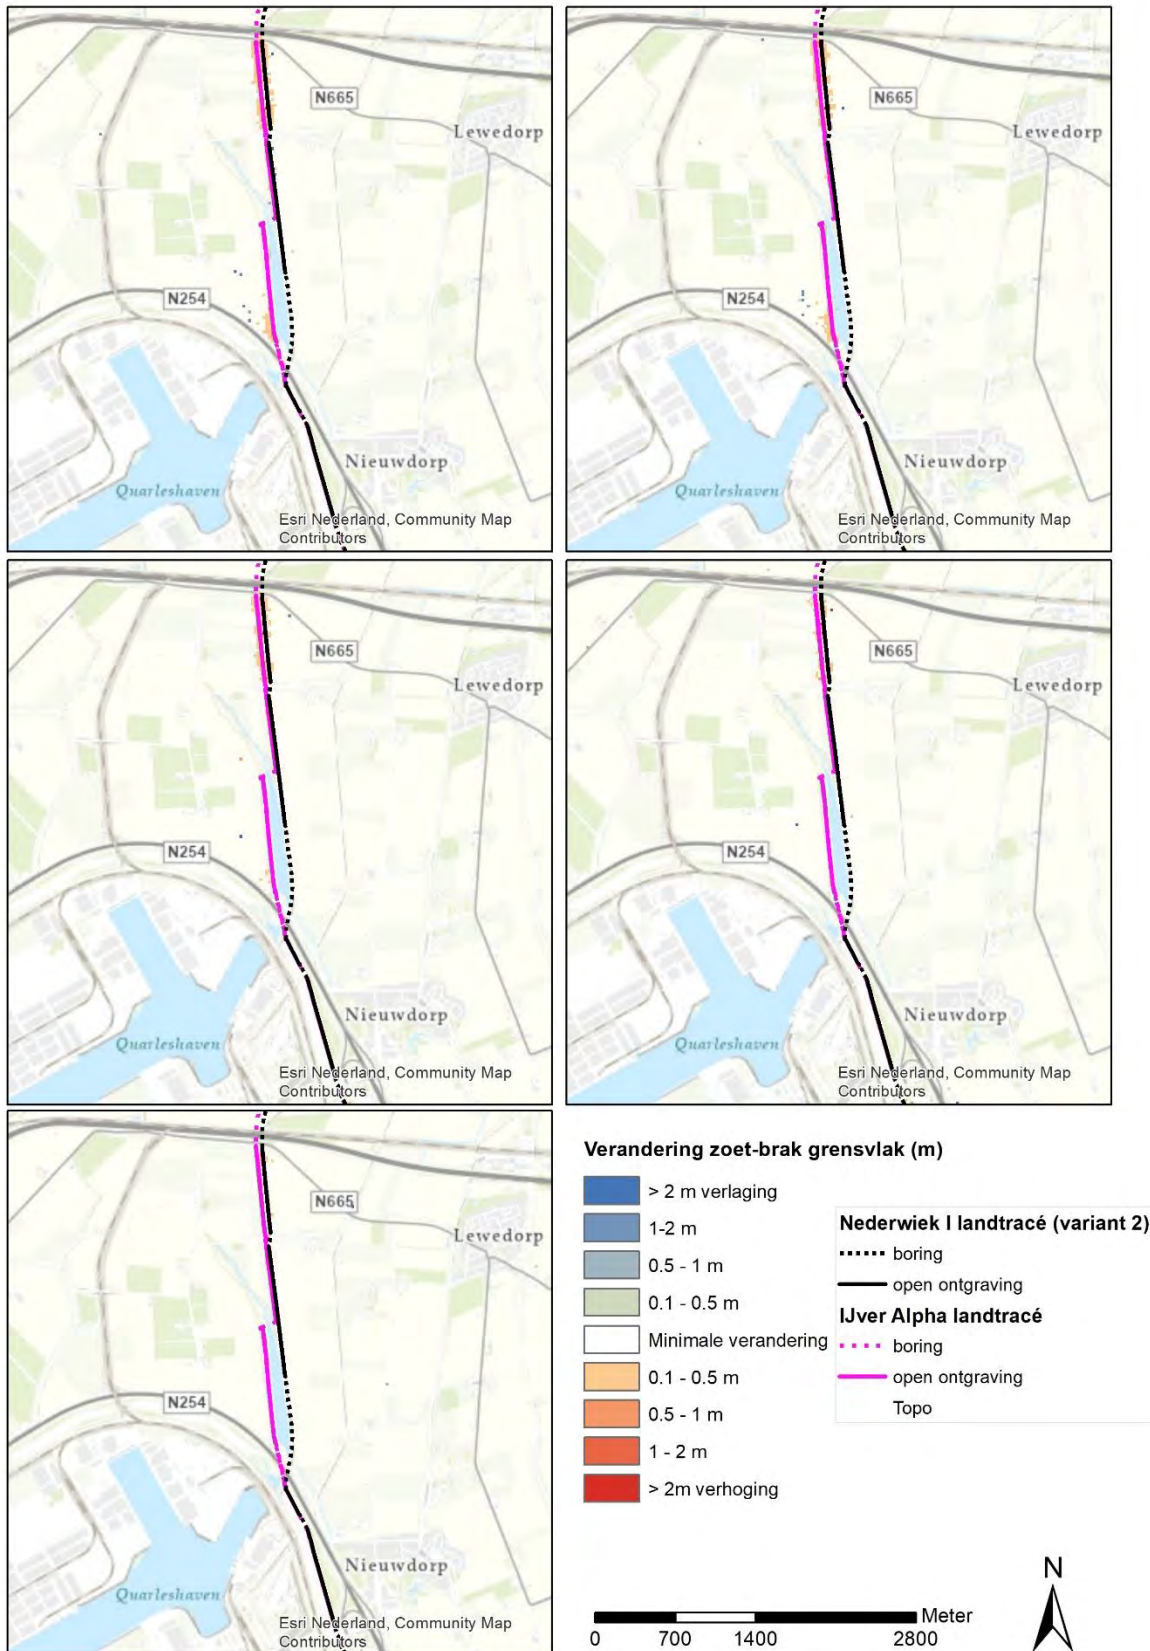 N665
Lewedorp
N254
Nieuwdorp
Quarleshaven
Esri Nederland, Community Map
Contributors
N665
Lewedorp
N254
Nieuwdorp
Quarleshaven
Esri Nederland, Community Map
Contributors
N665
Lewedorp
N254
Nieuwdorp
Quarleshaven
Esri Nederland, Community Map
Contributors
N665
Lewedorp
N254
Nieuwdorp
Quarleshaven
Esri Nederland, Community Map
Contributors
N665
Lewedorp
N254
Nieuwdorp
Quarleshaven
Esri Nederland, Community Map
Contributors
Verandering zoet-brak grensvlak (m)
> 2 m verlaging
1-2 m
0.5 - 1 m
0.1 - 0.5 m
Minimale verandering
0.1 - 0.5 m
0.5 - 1 m
1 - 2 m
> 2m verhoging
Nederwiek I landtracé (variant 2)
boring
open ontgraving
IJver Alpha landtracé
boring
open ontgraving
Topo
N
Meter
0 700 1400 2800